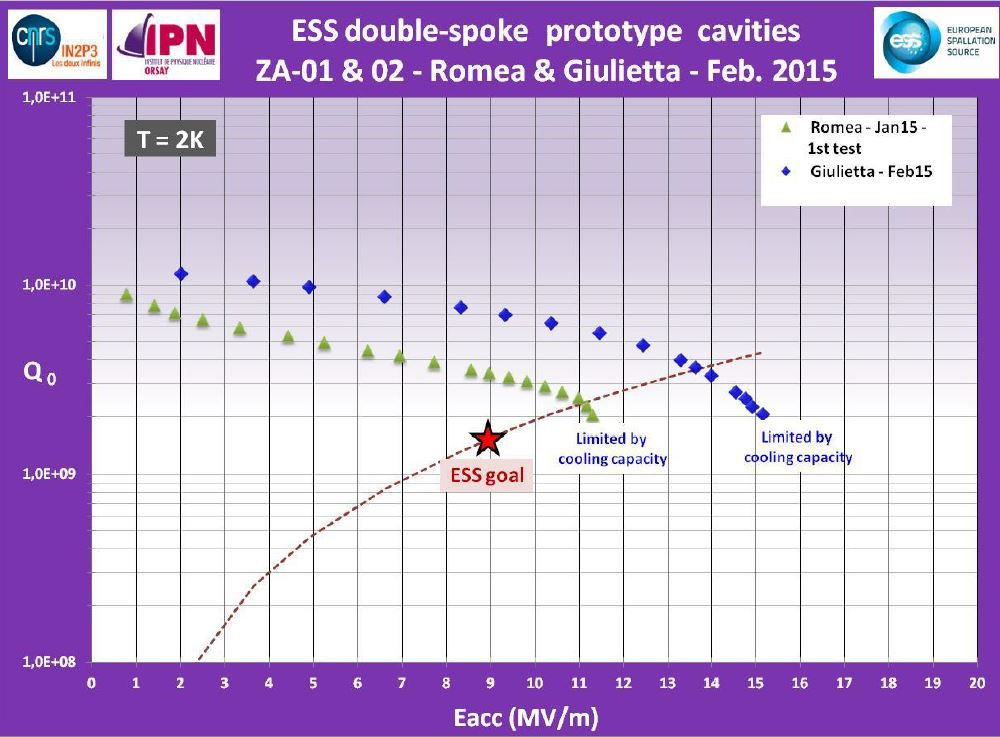 cnrs
IN2P3
Les deux infinis
IPN
INSTITUT DE PHYSIQUE NUCLÉAIRE
ORSAY
ESS double-spoke prototype cavities
ZA-01 & 02 - Romea & Giulietta - Feb. 2015
ess
EUROPEAN
SPALLATION
SOURCE
1,0E+11
T = 2K
Romea - Jan15 -
1st test
Giulietta - Feb15
1,0E+10
Q0
Limited by
cooling capacity
Limited by
cooling capacity
ESS goal
1,0E+09
1,0E+08
0 1 2 3 4 5 6 7 8 9 10 11 12 13 14 15 16 17 18 19 20
Eacc (MV/m)